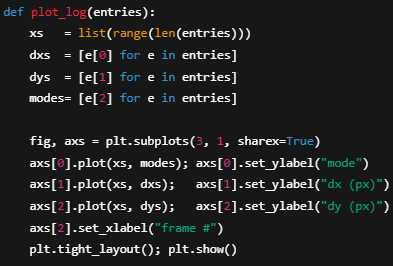 def plot_log(entries):
    xs   = list(range(len(entries)))
    dxs  = [e[0] for e in entries]
    dys  = [e[1] for e in entries]
    modes= [e[2] for e in entries]

    fig, axs = plt.subplots(3, 1, sharex=True)
    axs[0].plot(xs, modes); axs[0].set_ylabel("mode")
    axs[1].plot(xs, dxs);   axs[1].set_ylabel("dx (px)")
    axs[2].plot(xs, dys);   axs[2].set_ylabel("dy (px)")
    axs[2].set_xlabel("frame #")
    plt.tight_layout(); plt.show()